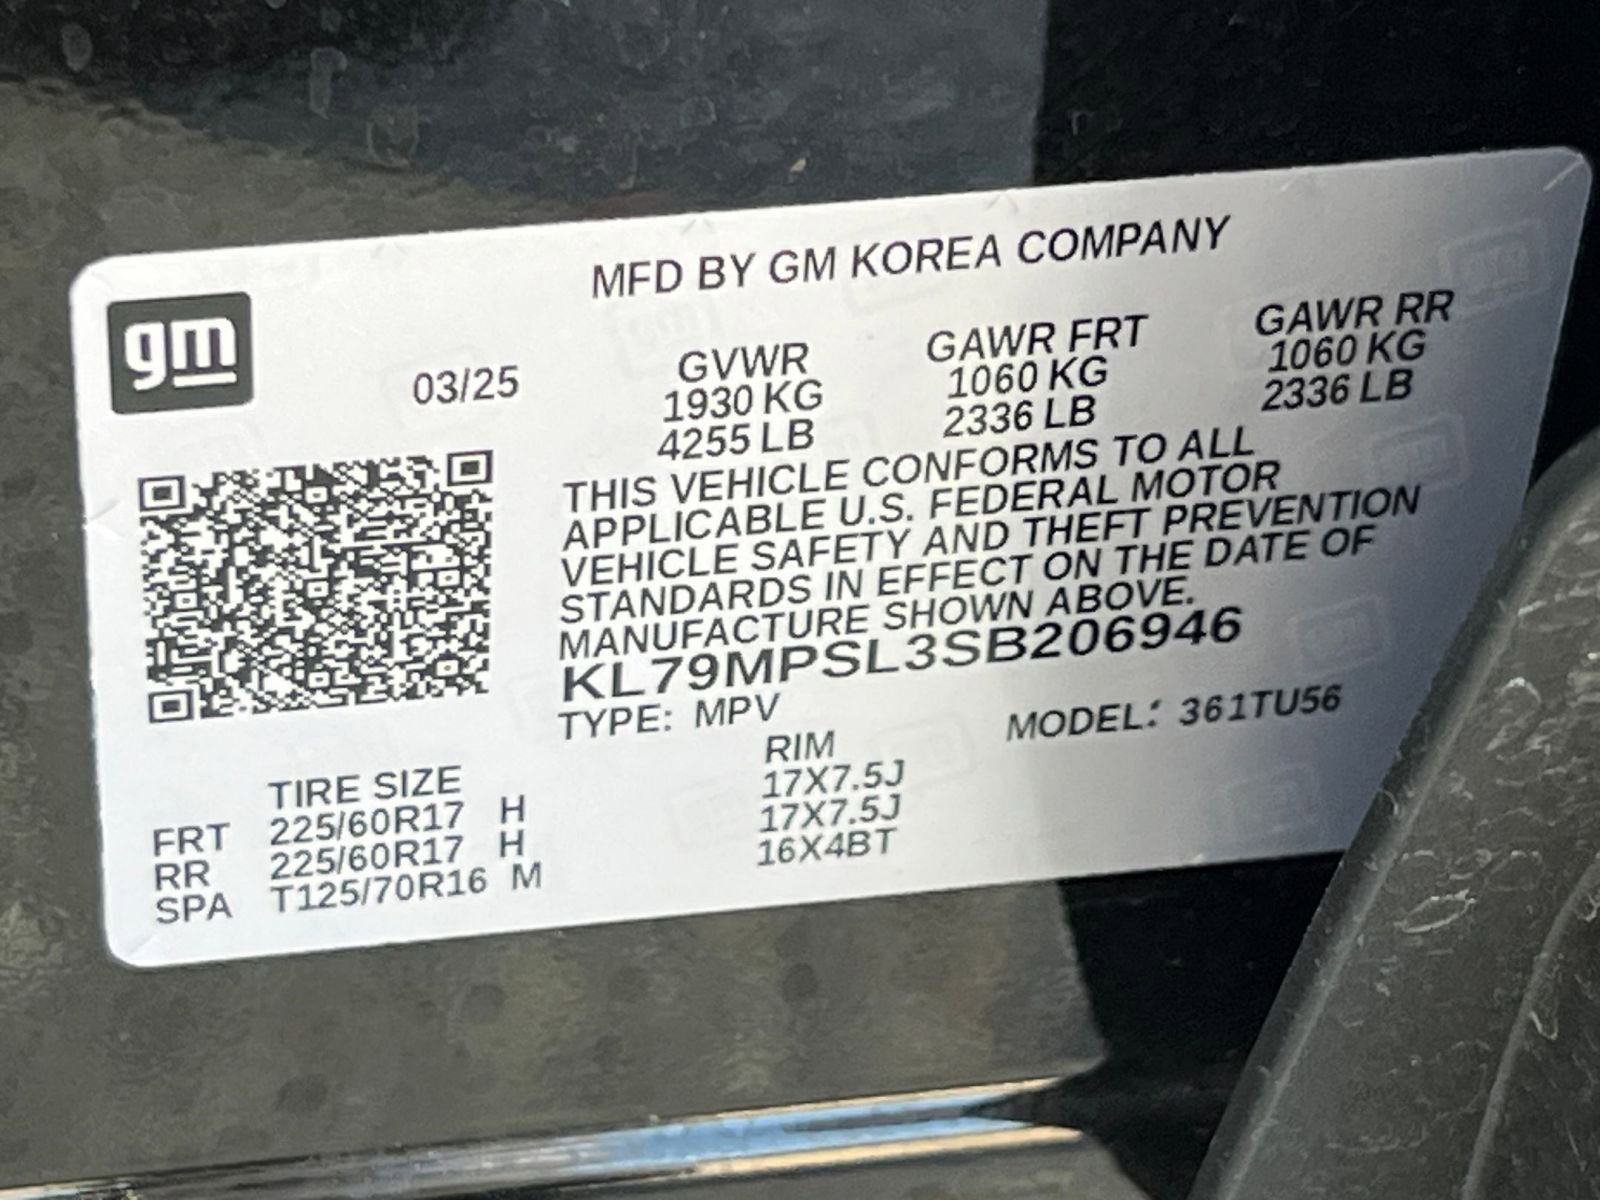 MFD BY GM KOREA COMPANY
gm
03/25
GVWR GAWR FRT GAWR RR
1930 KG 1060 KG 1060 KG
4255 LB 2336 LB 2336 LB
THIS VEHICLE CONFORMS TO ALL
APPLICABLE U.S. FEDERAL MOTOR
VEHICLE SAFETY AND THEFT PREVENTION
STANDARDS IN EFFECT ON THE DATE OF
MANUFACTURE SHOWN ABOVE.
KL79MPSL3SB206946
TYPE: MPV MODEL: 361TU56
TIRE SIZE RIM
FRT 225/60R17 H 17X7.5J
RR 225/60R17 H 17X7.5J
SPA T125/70R16 M 16X4BT